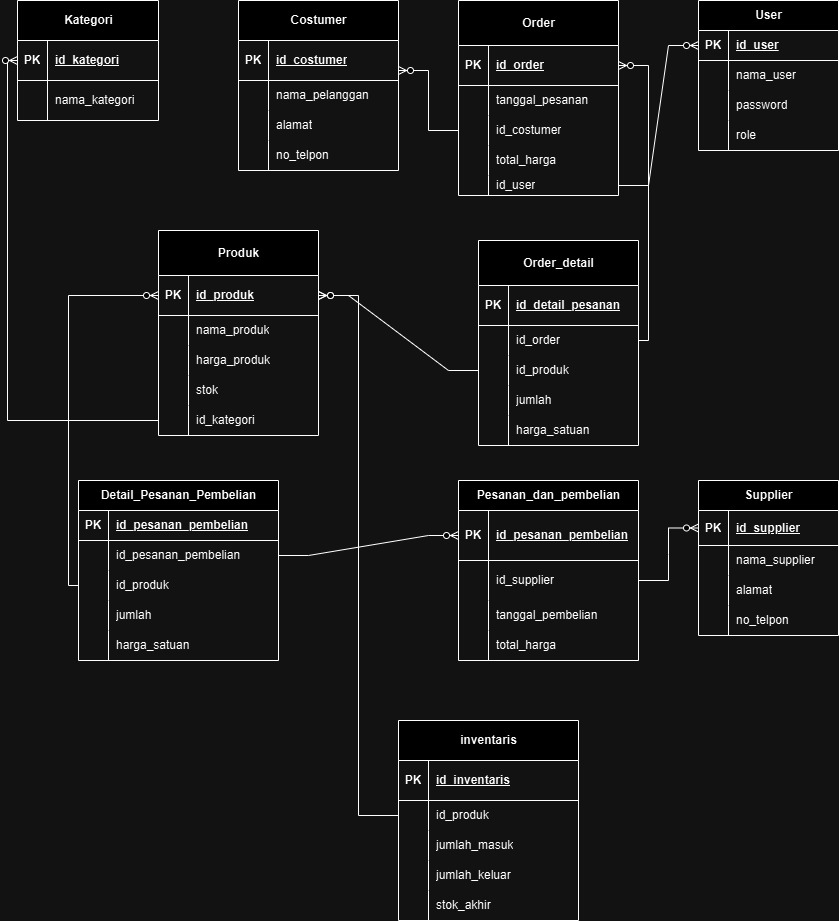 Kategori
PK id_kategori
nama_kategori
Costumer
PK id_costumer
nama_pelanggan
alamat
no_telpon
Order
PK id_order
tanggal_pesanan
id_costumer
total_harga
id_user
User
PK id_user
nama_user
password
role
Produk
PK id_produk
nama_produk
harga_produk
stok
id_kategori
Order_detail
PK id_detail_pesanan
id_order
id_produk
jumlah
harga_satuan
Detail_Pesanan_Pembelian
PK id_pesanan_pembelian
id_pesanan_pembelian
id_produk
jumlah
harga_satuan
Pesanan_dan_pembelian
PK id_pesanan_pembelian
id_supplier
tanggal_pembelian
total_harga
Supplier
PK id_supplier
nama_supplier
alamat
no_telpon
inventaris
PK id_inventaris
id_produk
jumlah_masuk
jumlah_keluar
stok_akhir